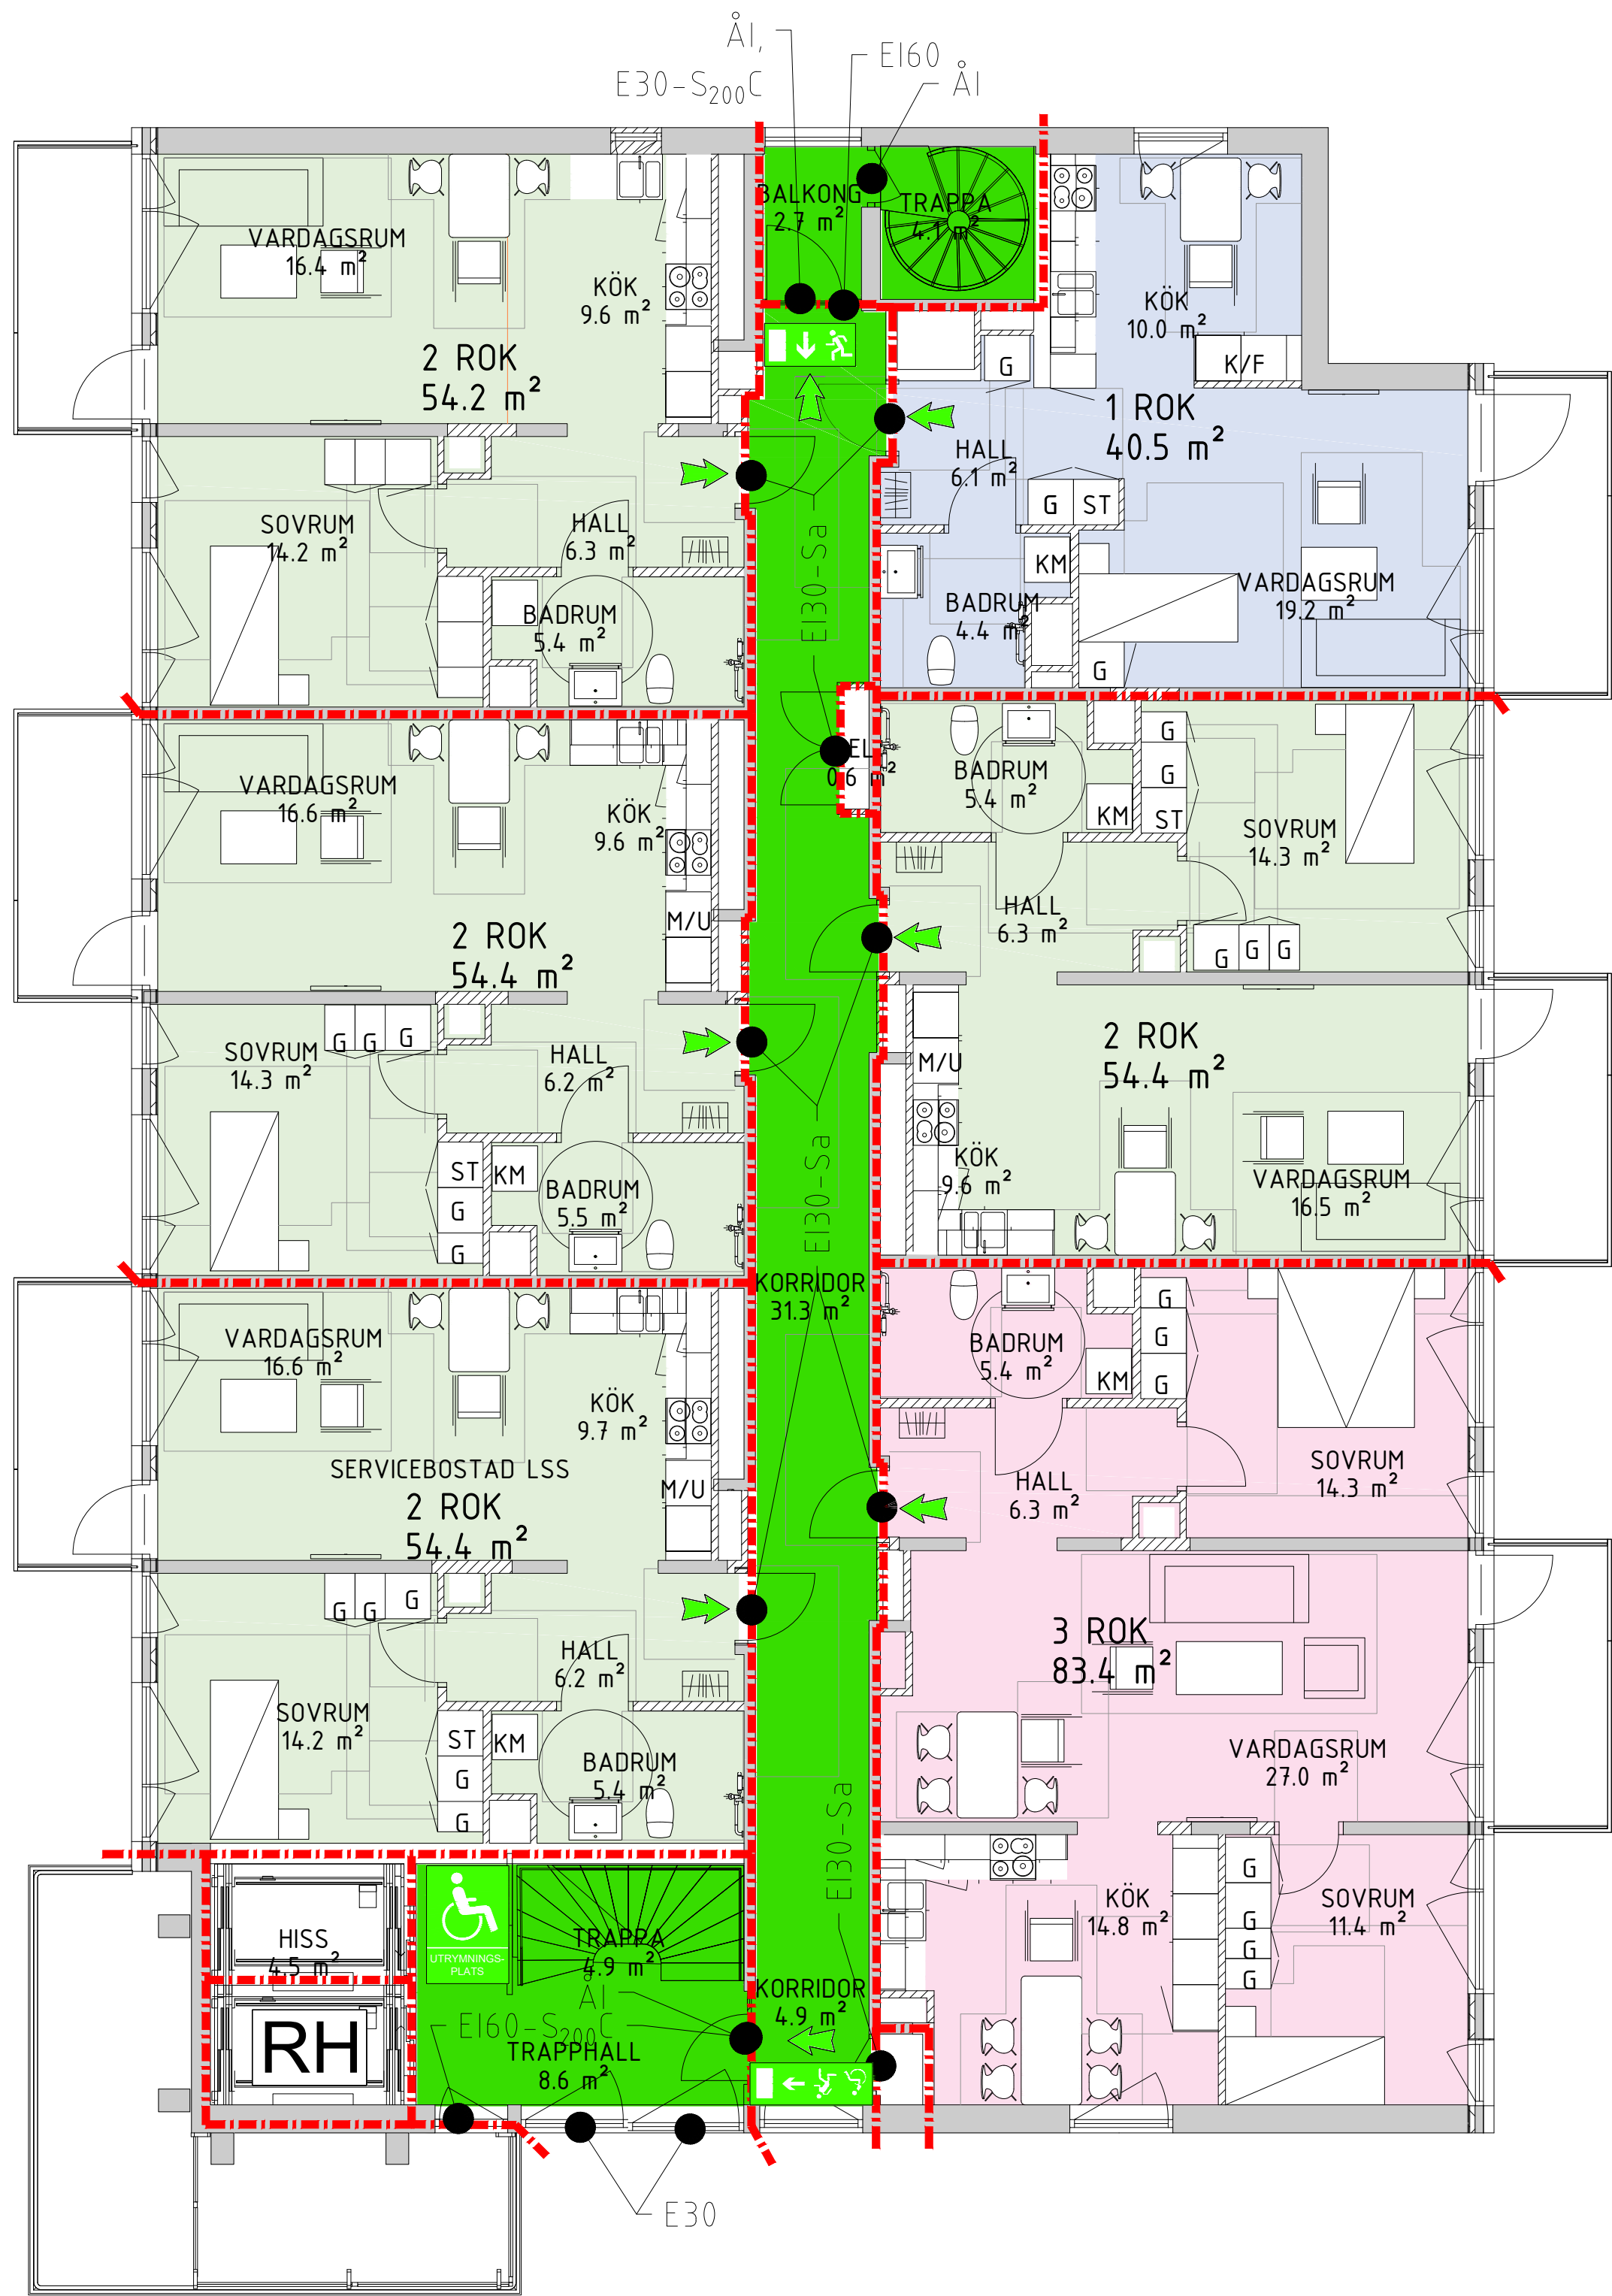 ÅI,
E30-S₂₀₀C
EI60
ÅI
BALKONG
2.7 m²
TRAPPA
4.1 m²
VARDAGSRUM
16.4 m²
KÖK
9.6 m²
2 ROK
54.2 m²
KÖK
10.0 m²
K/F
G
1 ROK
40.5 m²
HALL
6.1 m²
G
ST
SOVRUM
14.2 m²
HALL
6.3 m²
EI30-Sa
KM
BADRUM
5.4 m²
BADRUM
4.4 m²
VARDAGSRUM
19.2 m²
G
VARDAGSRUM
16.6 m²
KÖK
9.6 m²
M/U
2 ROK
54.4 m²
EL
0.6 m²
BADRUM
5.4 m²
KM
G
G
ST
SOVRUM
14.3 m²
HALL
6.3 m²
G
G
G
G
G
G
SOVRUM
14.3 m²
HALL
6.2 m²
ST
G
G
KM
BADRUM
5.5 m²
EI30-Sa
M/U
2 ROK
54.4 m²
KÖK
9.6 m²
VARDAGSRUM
16.5 m²
KORRIDOR
31.3 m²
VARDAGSRUM
16.6 m²
KÖK
9.7 m²
SERVICEBOSTAD LSS
2 ROK
54.4 m²
M/U
BADRUM
5.4 m²
KM
G
G
G
SOVRUM
14.3 m²
HALL
6.3 m²
G
G
G
HALL
6.2 m²
SOVRUM
14.2 m²
ST
G
G
KM
BADRUM
5.4 m²
3 ROK
83.4 m²
VARDAGSRUM
27.0 m²
EI30-Sa
KÖK
14.8 m²
G
G
G
G
SOVRUM
11.4 m²
HISS
4.5 m²
RH
UTRYMNINGS-
PLATS
TRAPPA
4.9 m²
ÅI
EI60-S₂₀₀C
TRAPPHALL
8.6 m²
KORRIDOR
4.9 m²
E30